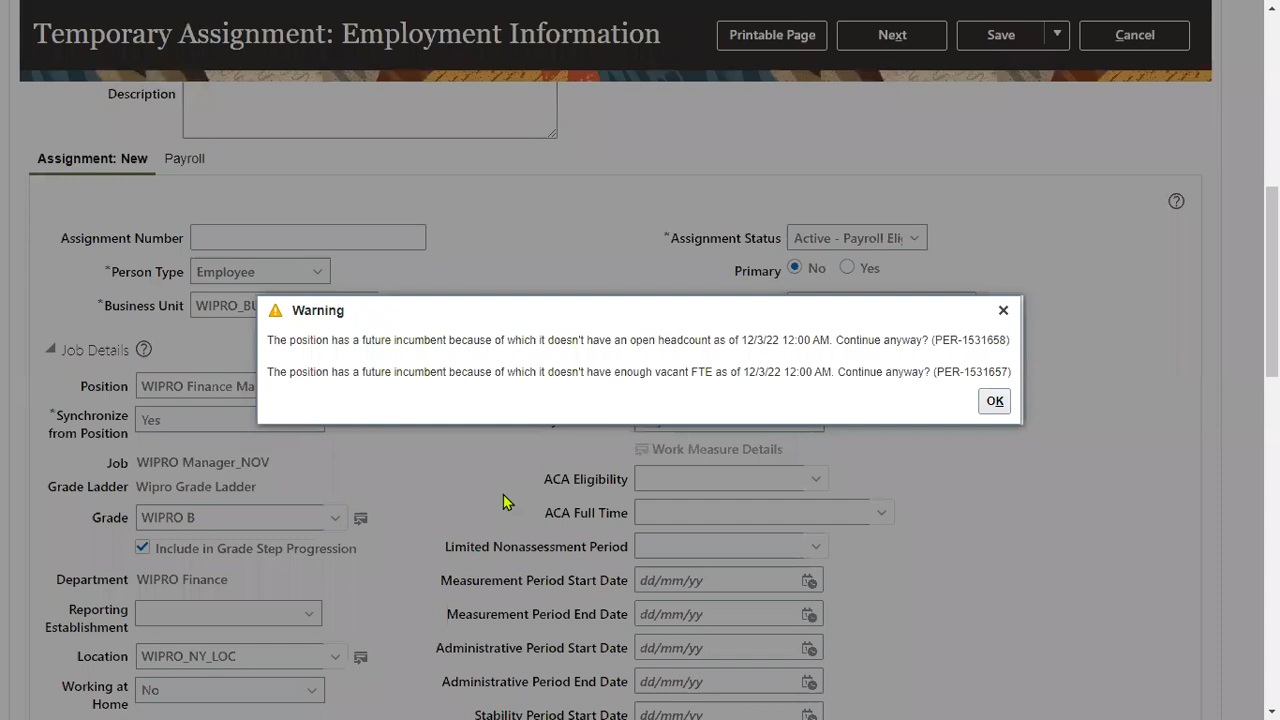 Temporary Assignment: Employment Information
Printable Page
Next
Save
Cancel
Description
Assignment: New
Payroll
Assignment Number
*Assignment Status
Active - Payroll Eli
*Person Type
Employee
Primary
No
Yes
*Business Unit
WIPRO_BU
Warning
The position has a future incumbent because of which it doesn't have an open headcount as of 12/3/22 12:00 AM. Continue anyway? (PER-1531658)
The position has a future incumbent because of which it doesn't have enough vacant FTE as of 12/3/22 12:00 AM. Continue anyway? (PER-1531657)
OK
Job Details
Position
WIPRO Finance Ma
*Synchronize
from Position
Yes
Work Measure Details
Job
WIPRO Manager_NOV
ACA Eligibility
Grade Ladder
Wipro Grade Ladder
Grade
WIPRO B
ACA Full Time
Include in Grade Step Progression
Limited Nonassessment Period
Department
WIPRO Finance
Measurement Period Start Date
dd/mm/yy
Reporting
Establishment
Measurement Period End Date
dd/mm/yy
Location
WIPRO_NY_LOC
Administrative Period Start Date
dd/mm/yy
Working at
Home
No
Administrative Period End Date
dd/mm/yy
Stability Period Start Date
dd/mm/yy